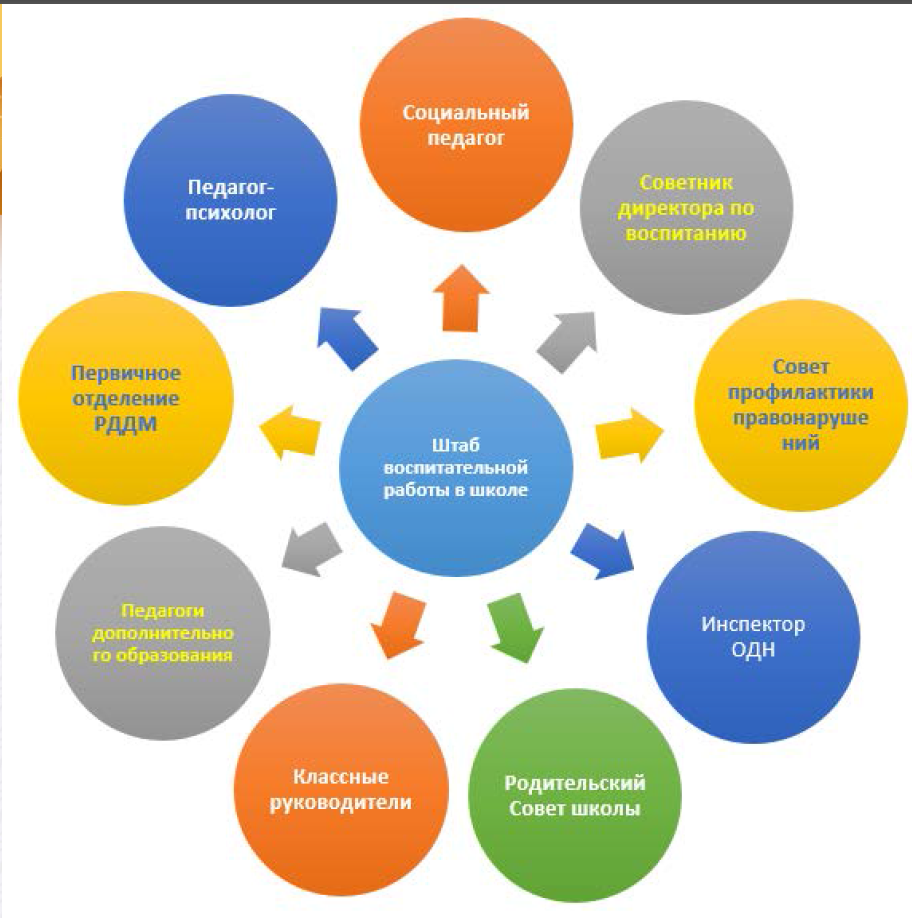 Социальный
педагог
Советник
директора по
воспитанию
Совет
профилактики
правонаруше
ний
Инспектор
ОДН
Родительский
Совет школы
Классные
руководители
Педагоги
дополнительно
го образования
Первичное
отделение
РДДМ
Педагог-
психолог
Штаб
воспитательной
работы в школе